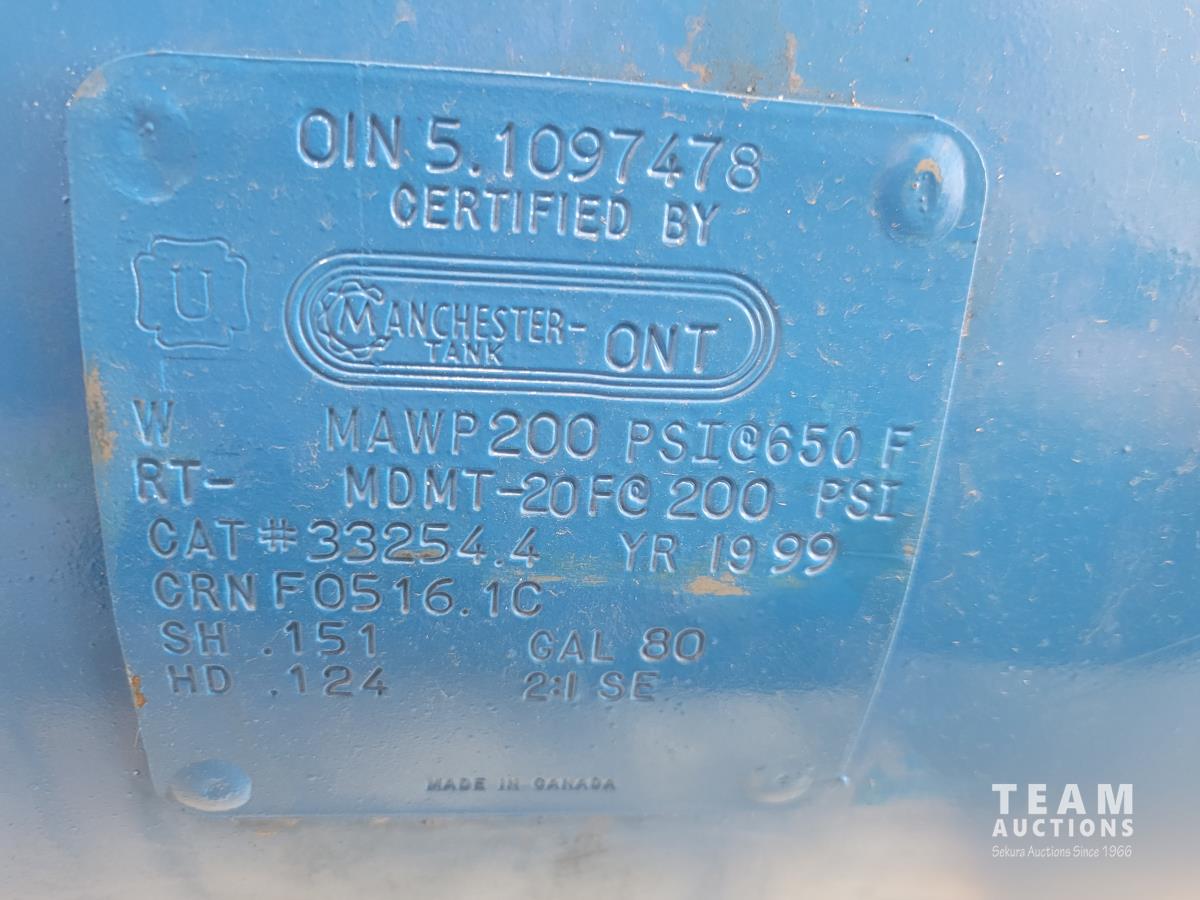 OIN 5.1097478
CERTIFIED BY
U
MANCHESTER-
TANK
ONT
W MAWP 200 PSI@650 F
RT- MDMT-20F@ 200 PSI
CAT #33254.4 YR 1999
CRN F0516.1C
SH .151 GAL 80
HD .124 2:1 SE
MADE IN CANADA
TEAM
AUCTIONS
Sekura Auctions Since 1966